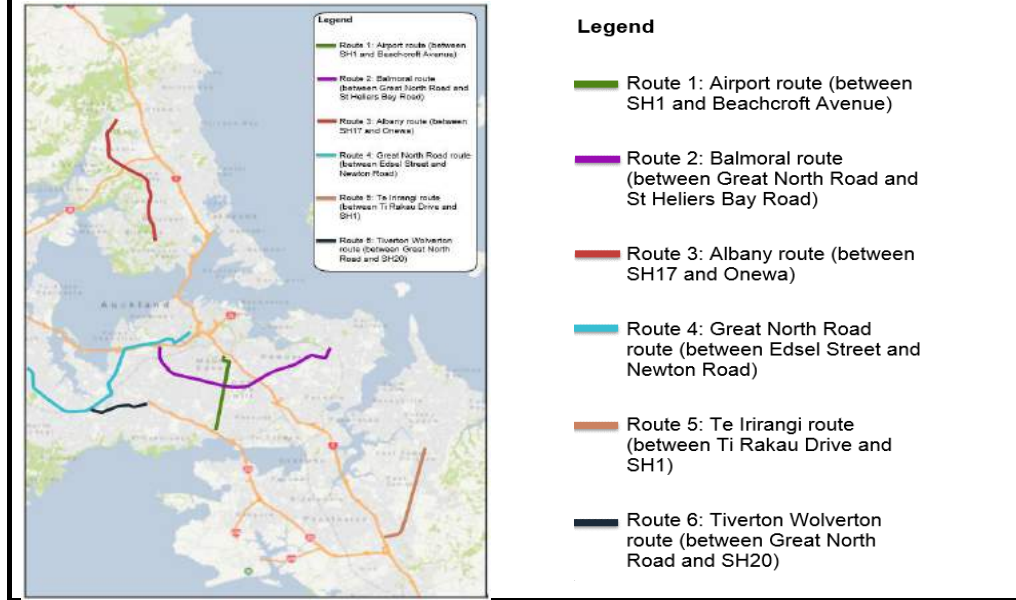 Legend
Route 1: Airport route (between
SH1 and Beachcroft Avenue)
Route 2: Balmoral route
(between Great North Road and
St Heliers Bay Road)
Route 3: Albany route (between
SH17 and Onewa)
Route 4: Great North Road route
(between Edsel Street and
Newton Road)
Route 5: Te Irirangi route
(between Ti Rakau Drive and
SH1)
Route 6: Tiverton Wolverton
route (between Great North
Road and SH20)
Auckland
Legend
Route 1: Airport route (between
SH1 and Beachcroft Avenue)
Route 2: Balmoral route
(between Great North Road and
St Heliers Bay Road)
Route 3: Albany route (between
SH17 and Onewa)
Route 4: Great North Road
route (between Edsel Street and
Newton Road)
Route 5: Te Irirangi route
(between Ti Rakau Drive and
SH1)
Route 6: Tiverton Wolverton
route (between Great North
Road and SH20)